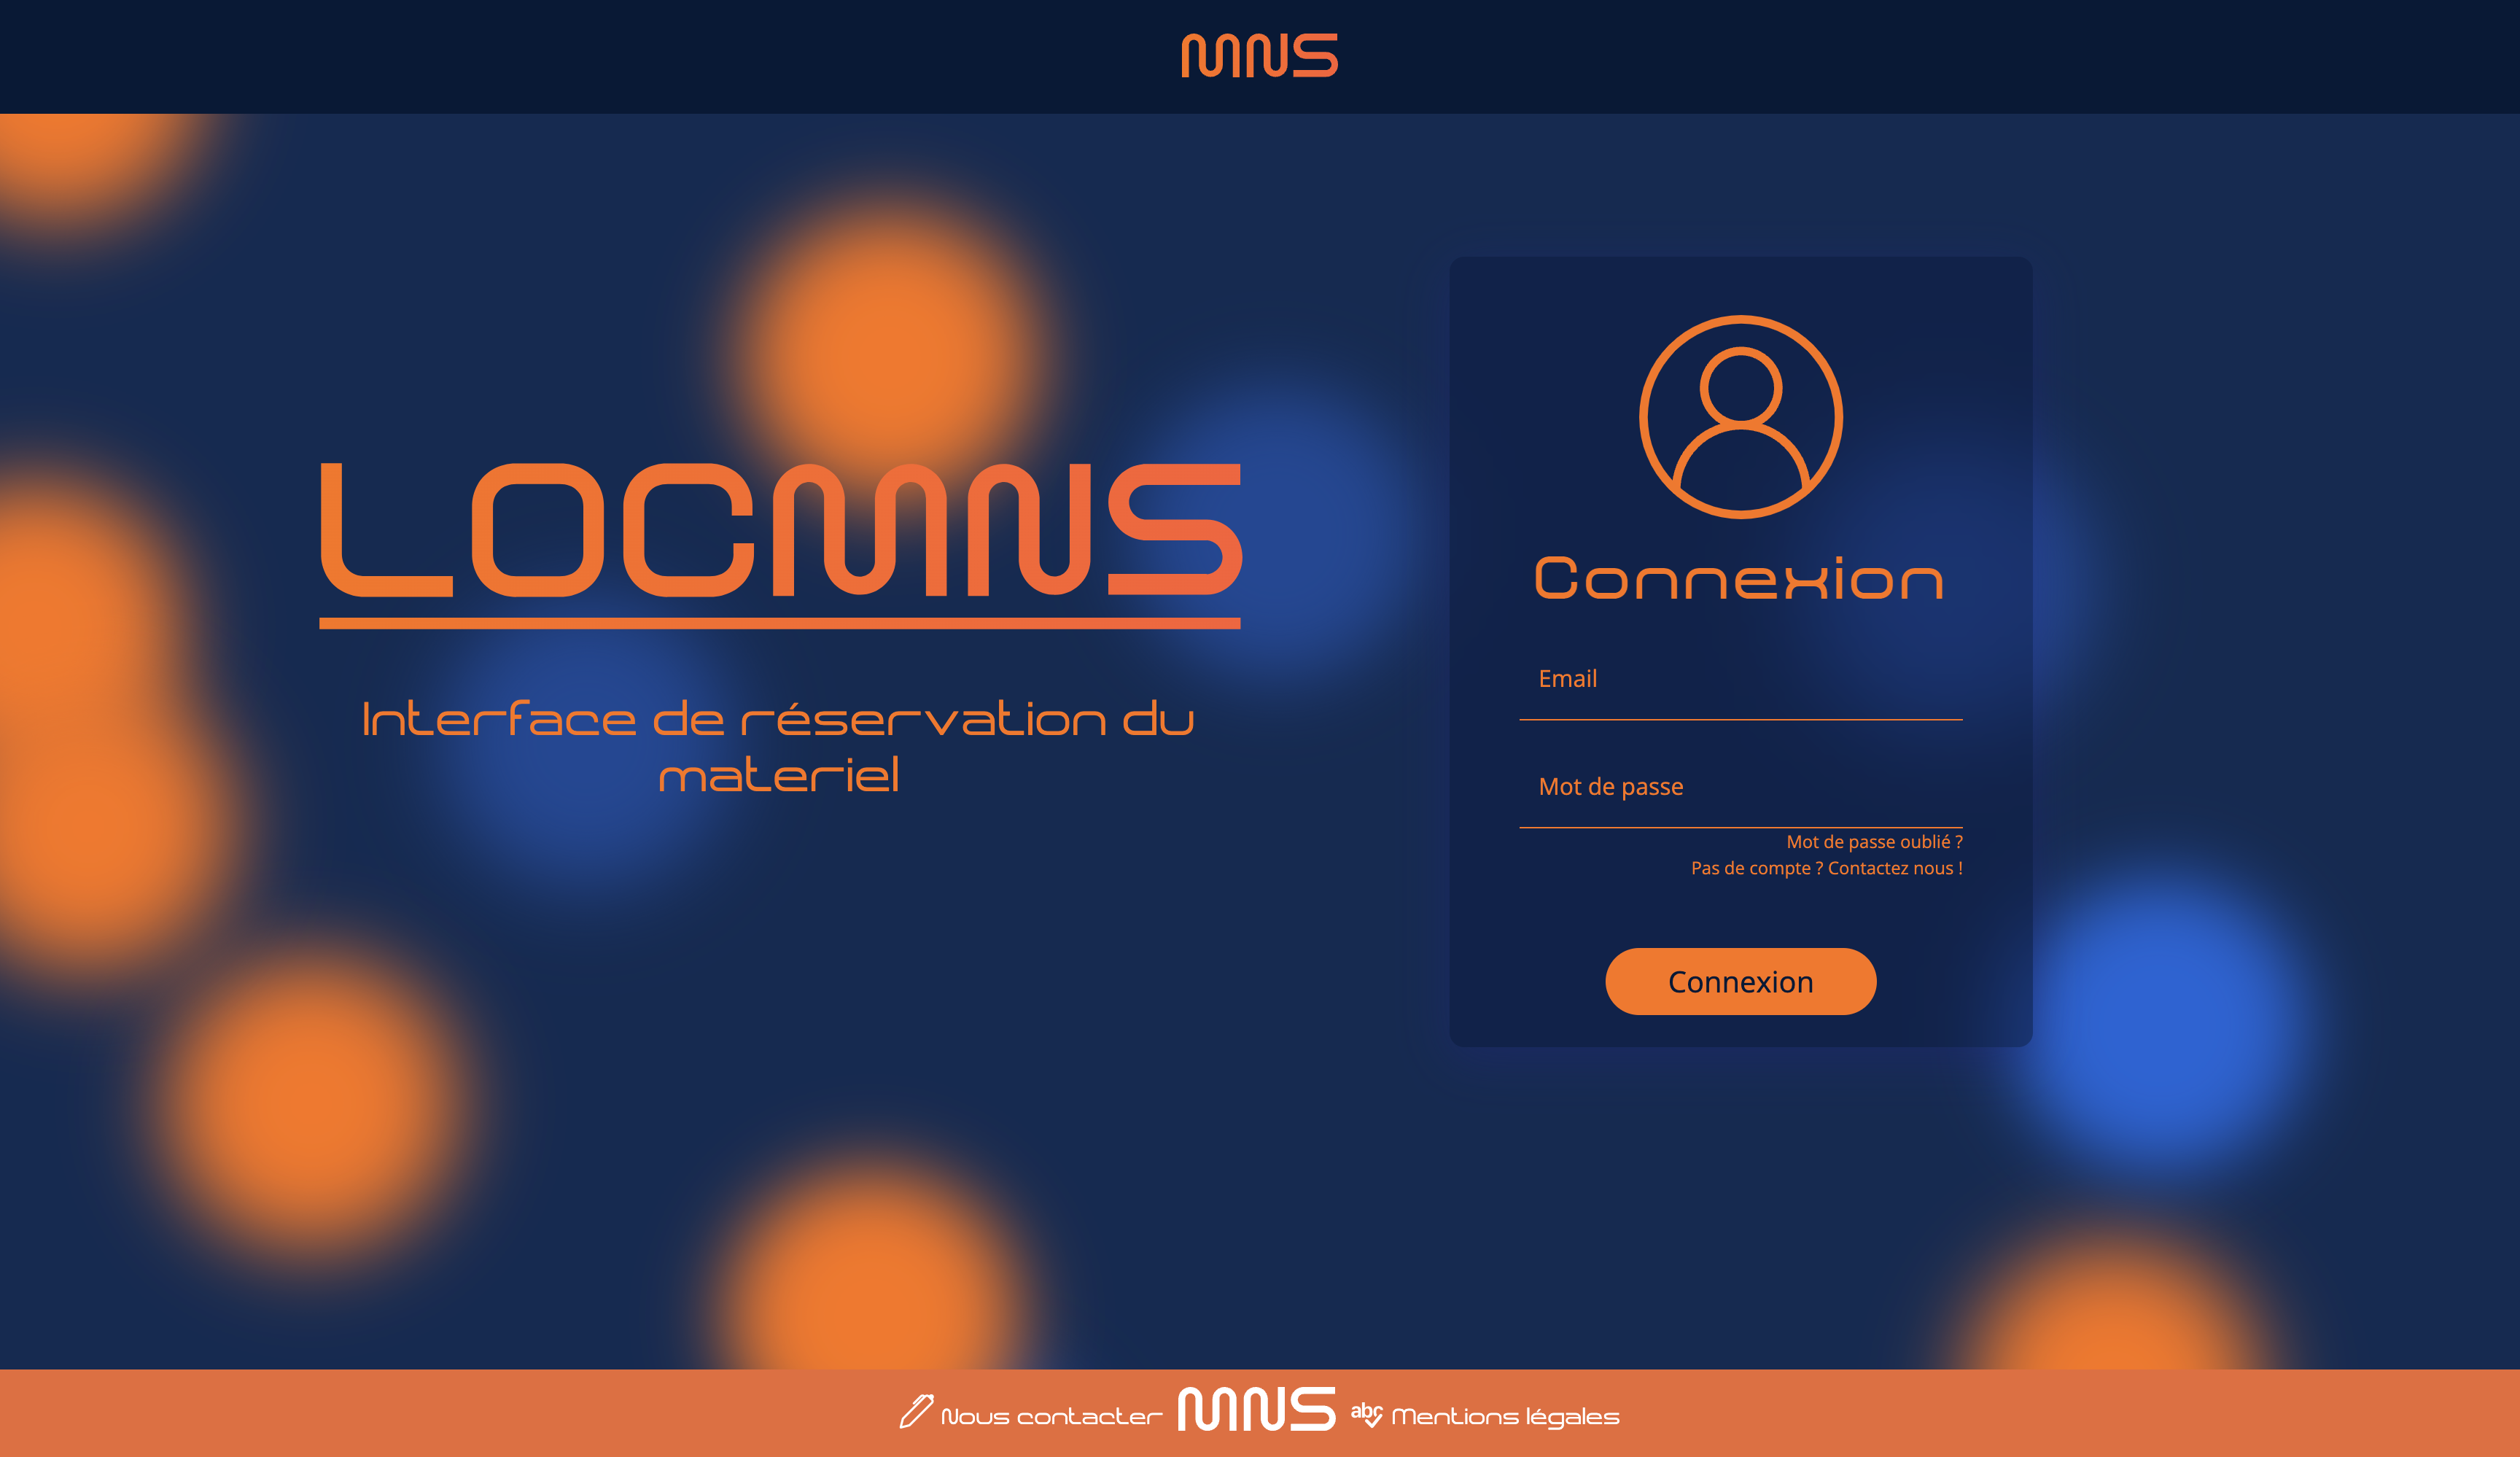 MNS
LOCMNS
Interface de réservation du
materiel
Connexion
Email
Mot de passe
Mot de passe oublié ?
Pas de compte ? Contactez nous !
Connexion
Nous contacter MNS abc Mentions légales